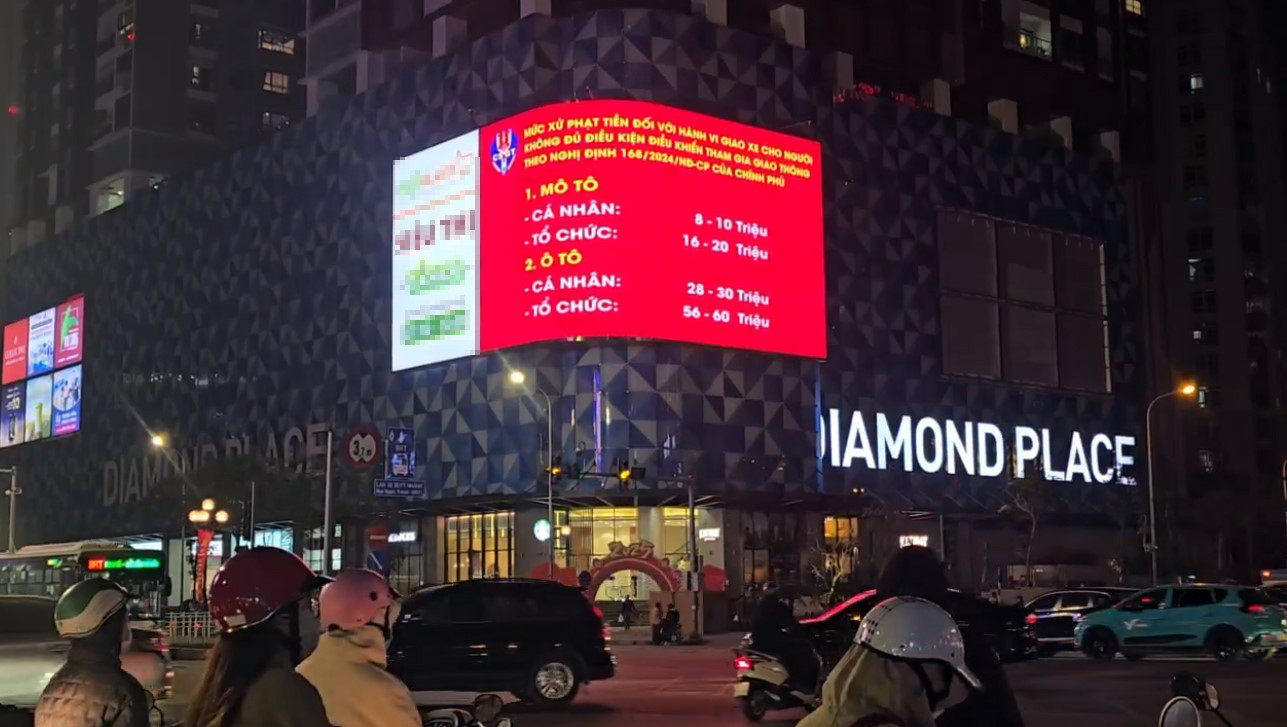 MỨC XỬ PHẠT TIỀN ĐỐI VỚI HÀNH VI GIAO XE CHO NGƯỜI
KHÔNG ĐỦ ĐIỀU KIỆN ĐIỀU KHIỂN THAM GIA GIAO THÔNG
THEO NGHỊ ĐỊNH 168/2024/NĐ-CP CỦA CHÍNH PHỦ
CSGT
1. MÔ TÔ
- CÁ NHÂN: 8 - 10 Triệu
- TỔ CHỨC: 16 - 20 Triệu
2. Ô TÔ
- CÁ NHÂN: 28 - 30 Triệu
- TỔ CHỨC: 56 - 60 Triệu
DIAMOND PLACE
DIAMOND PLACE
2025